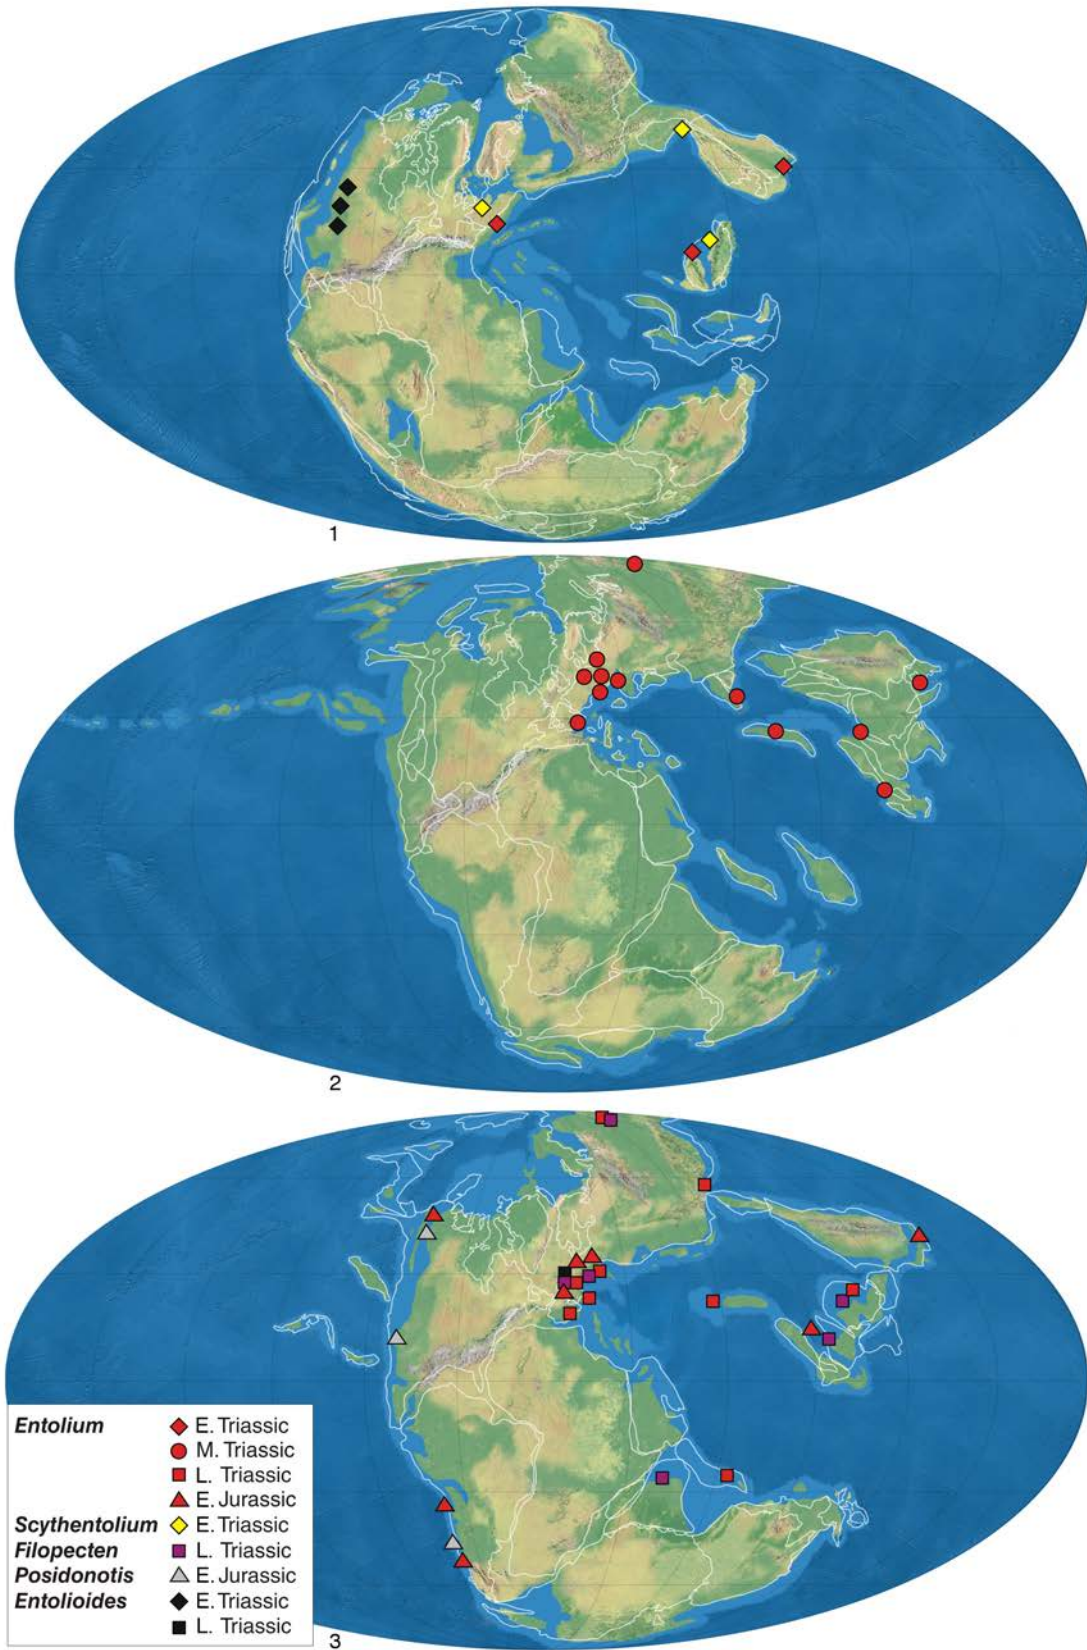 1
2
Entolium E. Triassic
M. Triassic
L. Triassic
E. Jurassic
Scythentolium E. Triassic
Filopecten L. Triassic
Posidonotis E. Jurassic
Entolioides E. Triassic
L. Triassic
3